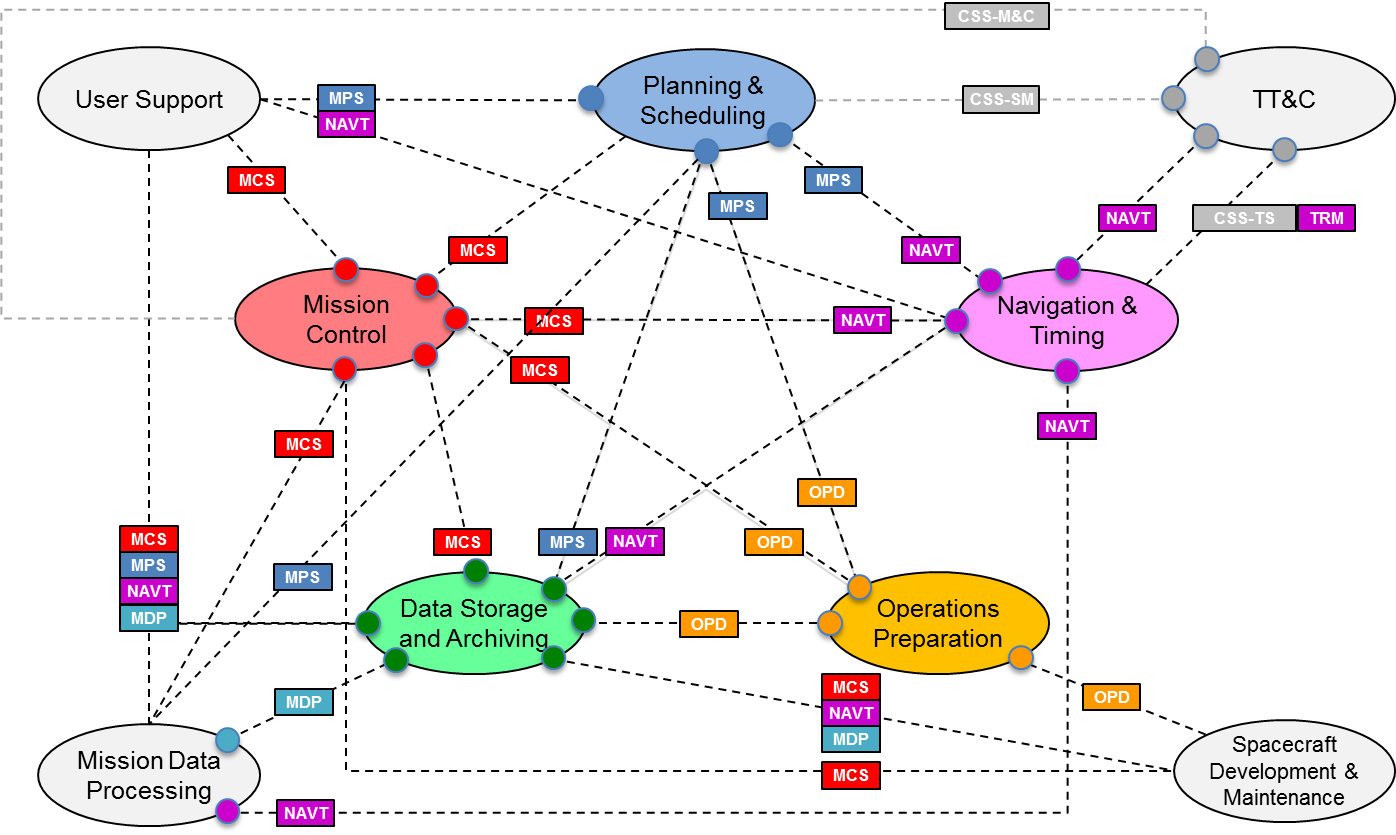 CSS-M&C
User Support
MPS
NAVT
Planning &
Scheduling
CSS-SM
TT&C
MCS
MPS
MPS
NAVT
CSS-TS
TRM
MCS
NAVT
Mission
Control
MCS
NAVT
Navigation &
Timing
MCS
NAVT
MCS
OPD
MCS
MPS
NAVT
MDP
MCS
MPS
NAVT
OPD
MPS
Data Storage
and Archiving
OPD
Operations
Preparation
MDP
MCS
NAVT
MDP
OPD
Mission Data
Processing
Spacecraft
Development &
Maintenance
MCS
NAVT